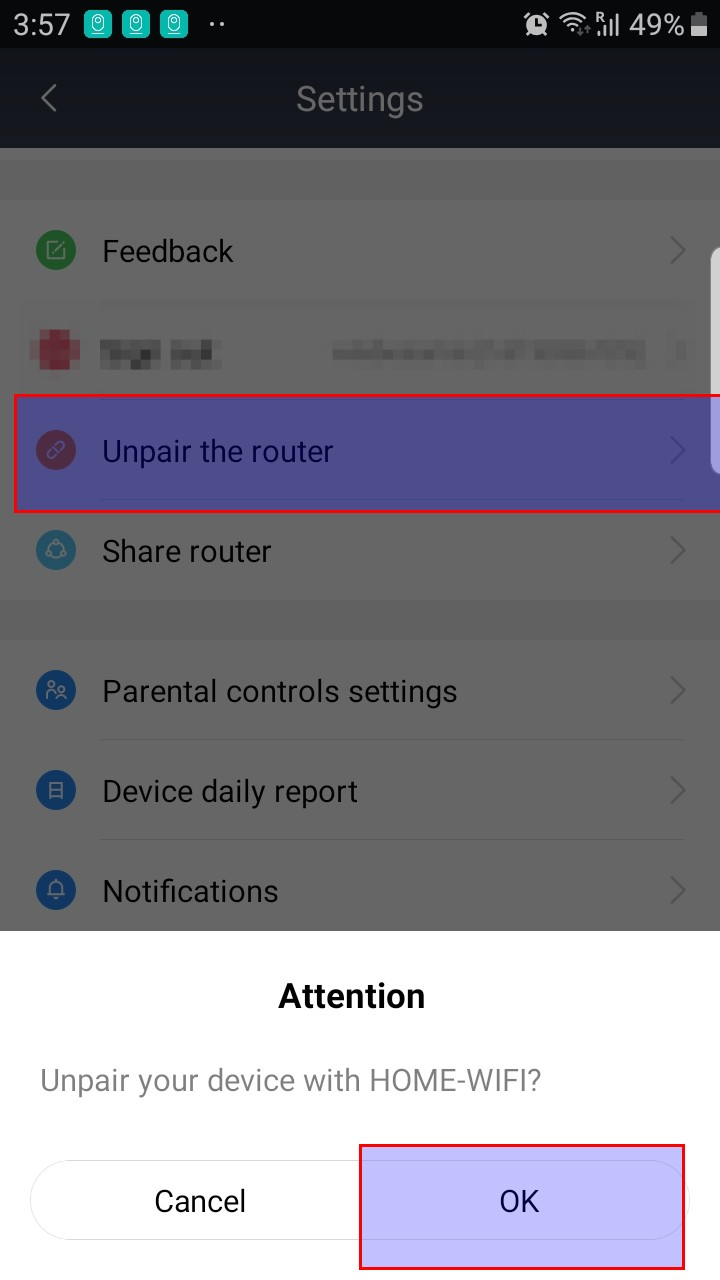 3:57
R 49%
Settings
Feedback
Unpair the router
Share router
Parental controls settings
Device daily report
Notifications
Attention
Unpair your device with HOME-WIFI?
Cancel
OK